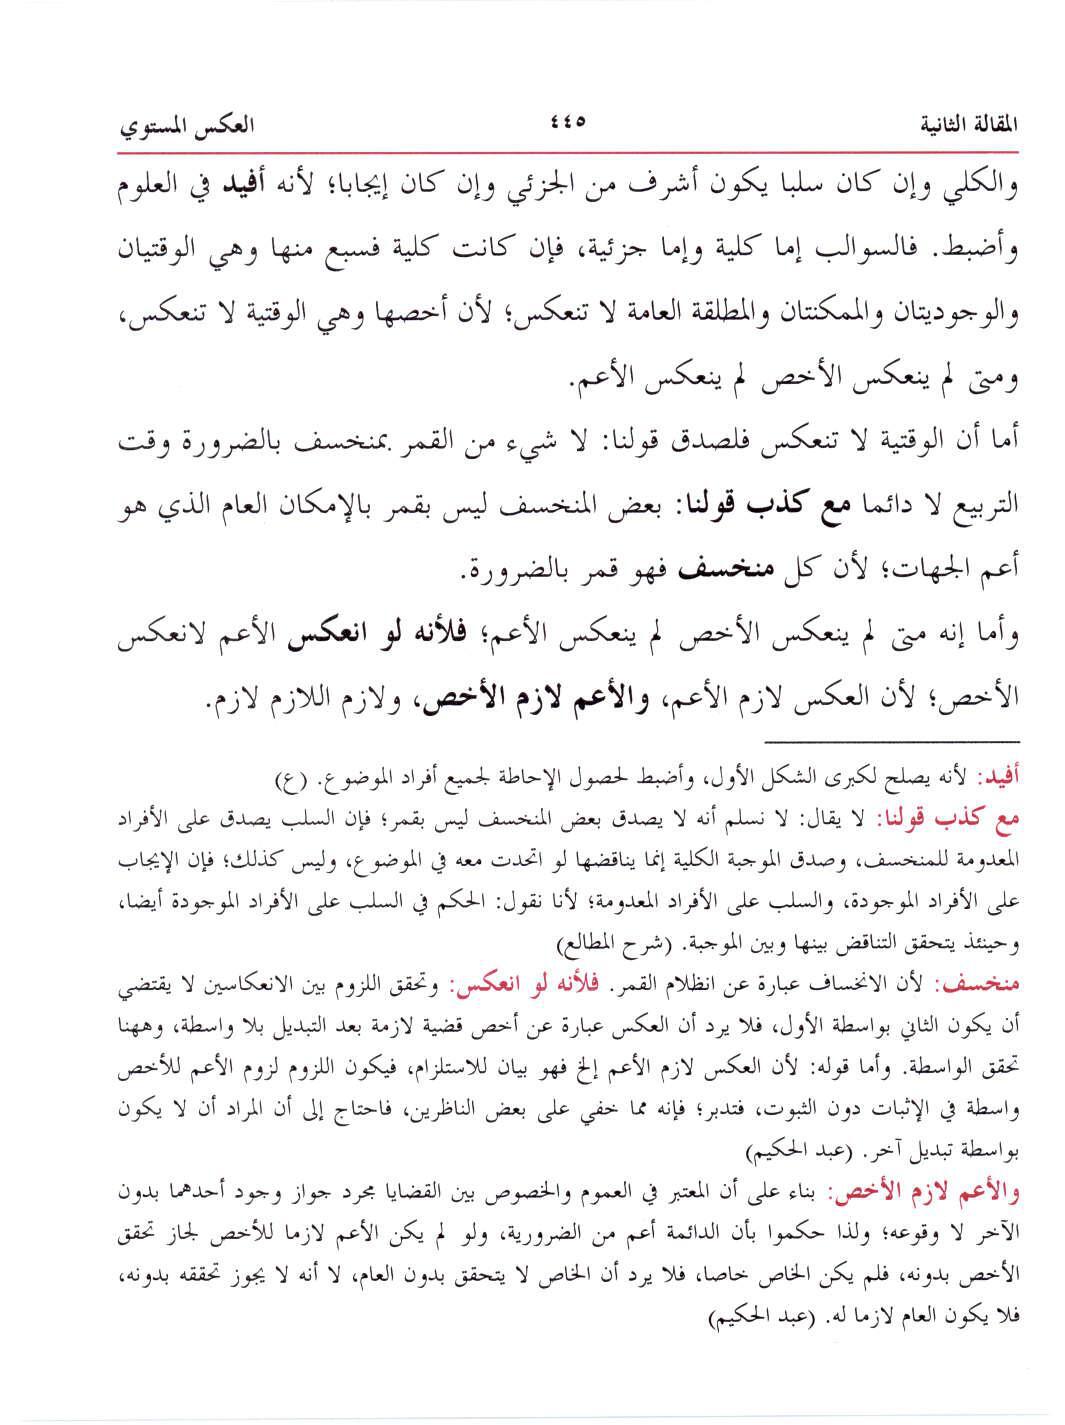 المقالة الثانية ٤٤٥ العكس المستوي
والكلي وإن كان سلبا يكون أشرف من الجزئي وإن كان إيجابا؛ لأنه أفيد في العلوم
وأضبط. فالسوالب إما كلية وإما جزئية، فإن كانت كلية فسبع منها وهي الوقتيان
والوجوديتان والممكنتان والمطلقة العامة لا تنعكس؛ لأن أخصها وهي الوقتية لا تنعكس،
ومتى لم ينعكس الأخص لم ينعكس الأعم.
أما أن الوقتية لا تنعكس فلصدق قولنا: لا شيء من القمر بمنخسف بالضرورة وقت
التربيع لا دائما مع كذب قولنا: بعض المنخسف ليس بقمر بالإمكان العام الذي هو
أعم الجهات؛ لأن كل منخسف فهو قمر بالضرورة.
وأما إنه متى لم ينعكس الأخص لم ينعكس الأعم؛ فلأنه لو انعكس الأعم لانعكس
الأخص؛ لأن العكس لازم الأعم، والأعم لازم الأخص، ولازم اللازم لازم.
أفيد: لأنه يصلح لكبرى الشكل الأول، وأضبط لحصول الإحاطة لجميع أفراد الموضوع. (ع)
مع كذب قولنا: لا يقال: لا نسلم أنه لا يصدق بعض المنخسف ليس بقمر؛ فإن السلب يصدق على الأفراد
المعدومة للمنخسف، وصدق الموجبة الكلية إنما يناقضها لو اتحدت معه في الموضوع، وليس كذلك؛ فإن الإيجاب
على الأفراد الموجودة، والسلب على الأفراد المعدومة؛ لأنا نقول: الحكم في السلب على الأفراد الموجودة أيضا،
وحينئذ يتحقق التناقض بينها وبين الموجبة. (شرح المطالع)
منخسف: لأن الانخساف عبارة عن انظلام القمر. فلأنه لو انعكس: وتحقق اللزوم بين الانعكاسين لا يقتضي
أن يكون الثاني بواسطة الأول، فلا يرد أن العكس عبارة عن أخص قضية لازمة بعد التبديل بلا واسطة، وههنا
تحقق الواسطة. وأما قوله: لأن العكس لازم الأعم إلخ فهو بيان للاستلزام، فيكون اللزوم لزوم الأعم للأخص
واسطة في الإثبات دون الثبوت، فتدبر؛ فإنه مما خفي على بعض الناظرين، فاحتاج إلى أن المراد أن لا يكون
بواسطة تبديل آخر. (عبد الحكيم)
والأعم لازم الأخص: بناء على أن المعتبر في العموم والخصوص بين القضايا مجرد جواز وجود أحدهما بدون
الآخر لا وقوعه؛ ولذا حكموا بأن الدائمة أعم من الضرورية، ولو لم يكن الأعم لازما للأخص لجاز تحقق
الأخص بدونه، فلم يكن الخاص خاصا، فلا يرد أن الخاص لا يتحقق بدون العام، لا أنه لا يجوز تحققه بدونه،
فلا يكون العام لازما له. (عبد الحكيم)